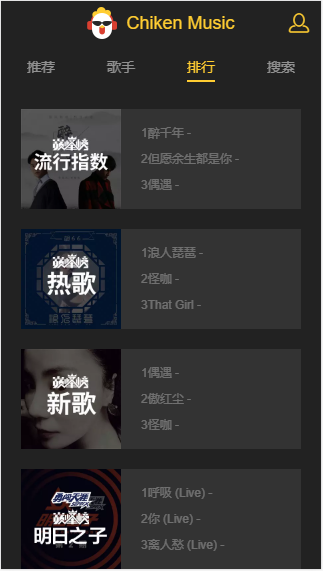 Chiken Music
推荐 歌手 排行 搜索
巅峰榜
流行指数
1醉千年 -
2但愿余生都是你 -
3偶遇 -
巅峰榜
热歌
1浪人琵琶 -
2怪咖 -
3That Girl -
巅峰榜
新歌
1偶遇 -
2傲红尘 -
3怪咖 -
巅峰榜
明日之子
1呼吸 (Live) -
2你 (Live) -
3离人愁 (Live) -